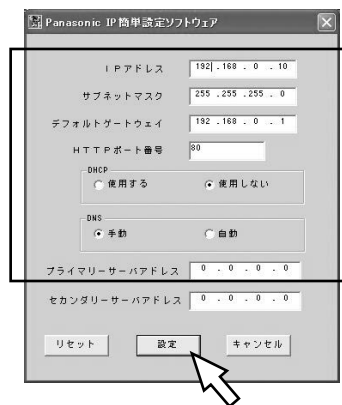 Panasonic IP簡単設定ソフトウェア
IPアドレス 192.168.0.10
サブネットマスク 255.255.255.0
デフォルトゲートウェイ 192.168.0.1
HTTPポート番号 80
DHCP
使用する 使用しない
DNS
手動 自動
プライマリーサーバアドレス 0.0.0.0
セカンダリーサーバアドレス 0.0.0.0
リセット 設定 キャンセル